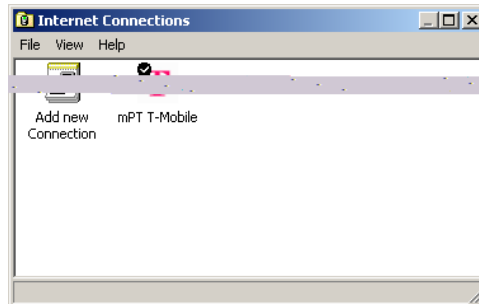 Internet Connections
File View Help
Add new
Connection
mPT T-Mobile